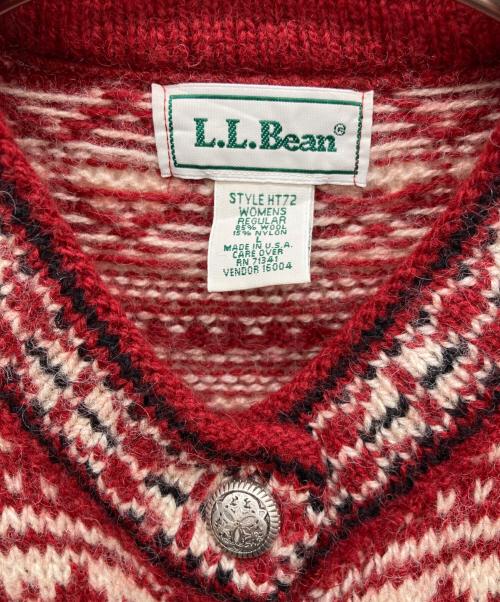 L.L.Bean®
STYLE HT72
WOMENS
REGULAR
85% WOOL
15% NYLON
L
MADE IN U.S.A.
CARE OVER
RN 71341
VENDOR 16004